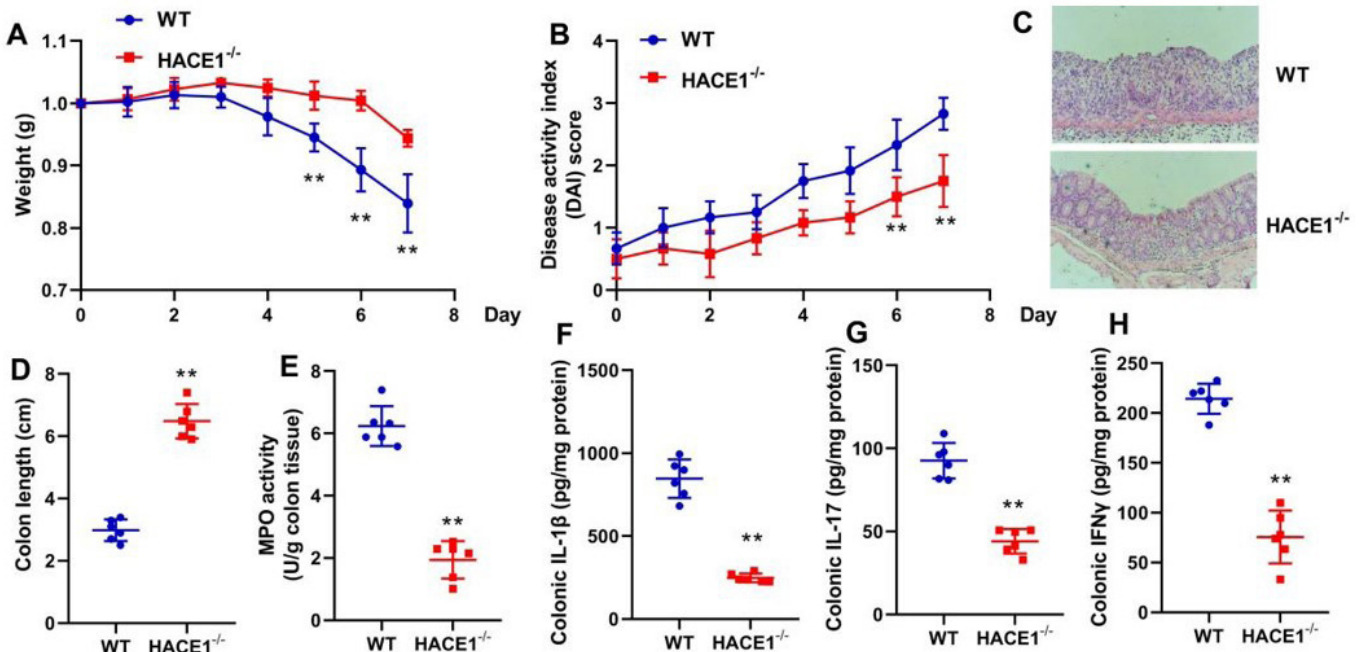 A
WT
HACE1-/-
Weight (g)
1.1
1.0
0.9
0.8
0.7
**
**
**
0
2
4
6
8
Day
B
WT
HACE1-/-
Disease activity index
(DAI) score
4
3
2
1
0
**
**
0
2
4
6
8
Day
C
WT
HACE1-/-
D
Colon length (cm)
8
6
4
2
0
**
WT
HACE1-/-
E
MPO activity
(U/g colon tissue)
8
6
4
2
0
**
WT
HACE1-/-
F
Colonic IL-1β (pg/mg protein)
1500
1000
500
0
**
WT
HACE1-/-
G
Colonic IL-17 (pg/mg protein)
150
100
50
0
**
WT
HACE1-/-
H
Colonic IFNγ (pg/mg protein)
250
200
150
100
50
0
**
WT
HACE1-/-